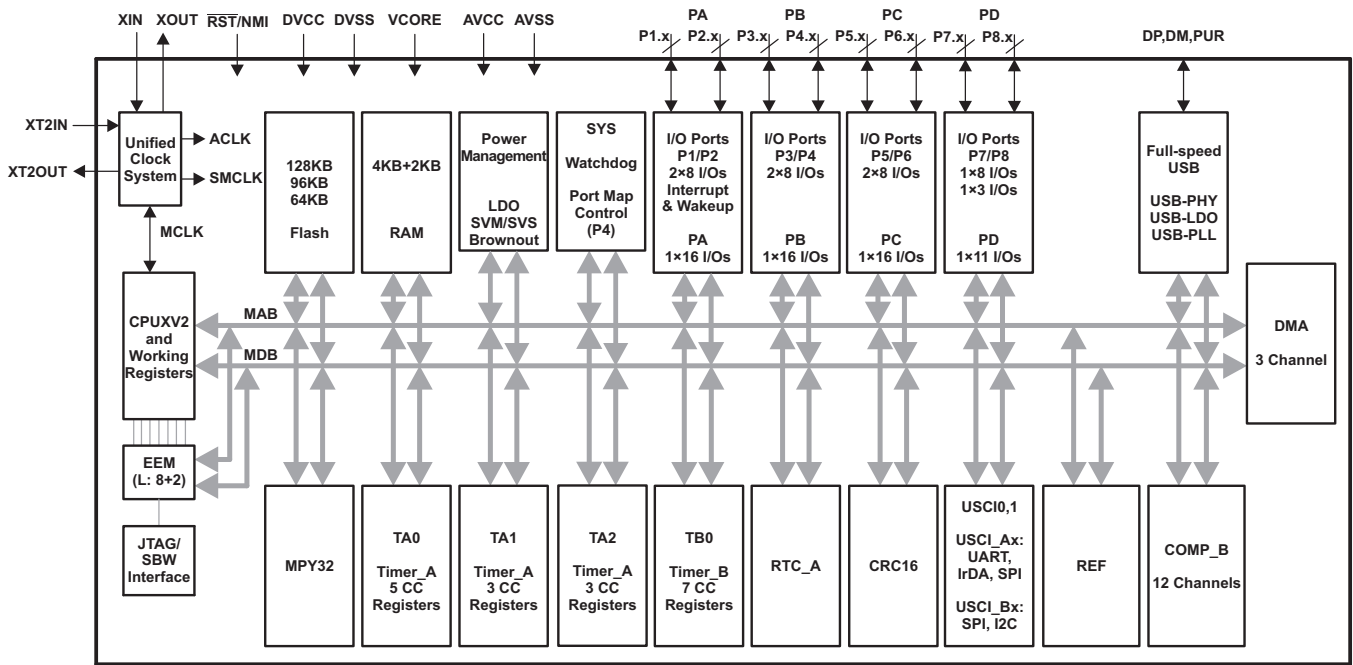 XIN XOUT RST/NMI DVCC DVSS VCORE AVCC AVSS
PA PB PC PD
P1.x P2.x P3.x P4.x P5.x P6.x P7.x P8.x
DP,DM,PUR
XT2IN
XT2OUT
Unified
Clock
System
ACLK
SMCLK
MCLK
128KB
96KB
64KB
Flash
4KB+2KB
RAM
Power
Management
LDO
SVM/SVS
Brownout
SYS
Watchdog
Port Map
Control
(P4)
I/O Ports
P1/P2
2×8 I/Os
Interrupt
& Wakeup
PA
1×16 I/Os
I/O Ports
P3/P4
2×8 I/Os
PB
1×16 I/Os
I/O Ports
P5/P6
2×8 I/Os
PC
1×16 I/Os
I/O Ports
P7/P8
1×8 I/Os
1×3 I/Os
PD
1×11 I/Os
Full-speed
USB
USB-PHY
USB-LDO
USB-PLL
CPUXV2
and
Working
Registers
MAB
MDB
DMA
3 Channel
EEM
(L: 8+2)
JTAG/
SBW
Interface
MPY32
TA0
Timer_A
5 CC
Registers
TA1
Timer_A
3 CC
Registers
TA2
Timer_A
3 CC
Registers
TB0
Timer_B
7 CC
Registers
RTC_A
CRC16
USCI0,1
USCI_Ax:
UART,
IrDA, SPI
USCI_Bx:
SPI, I2C
REF
COMP_B
12 Channels